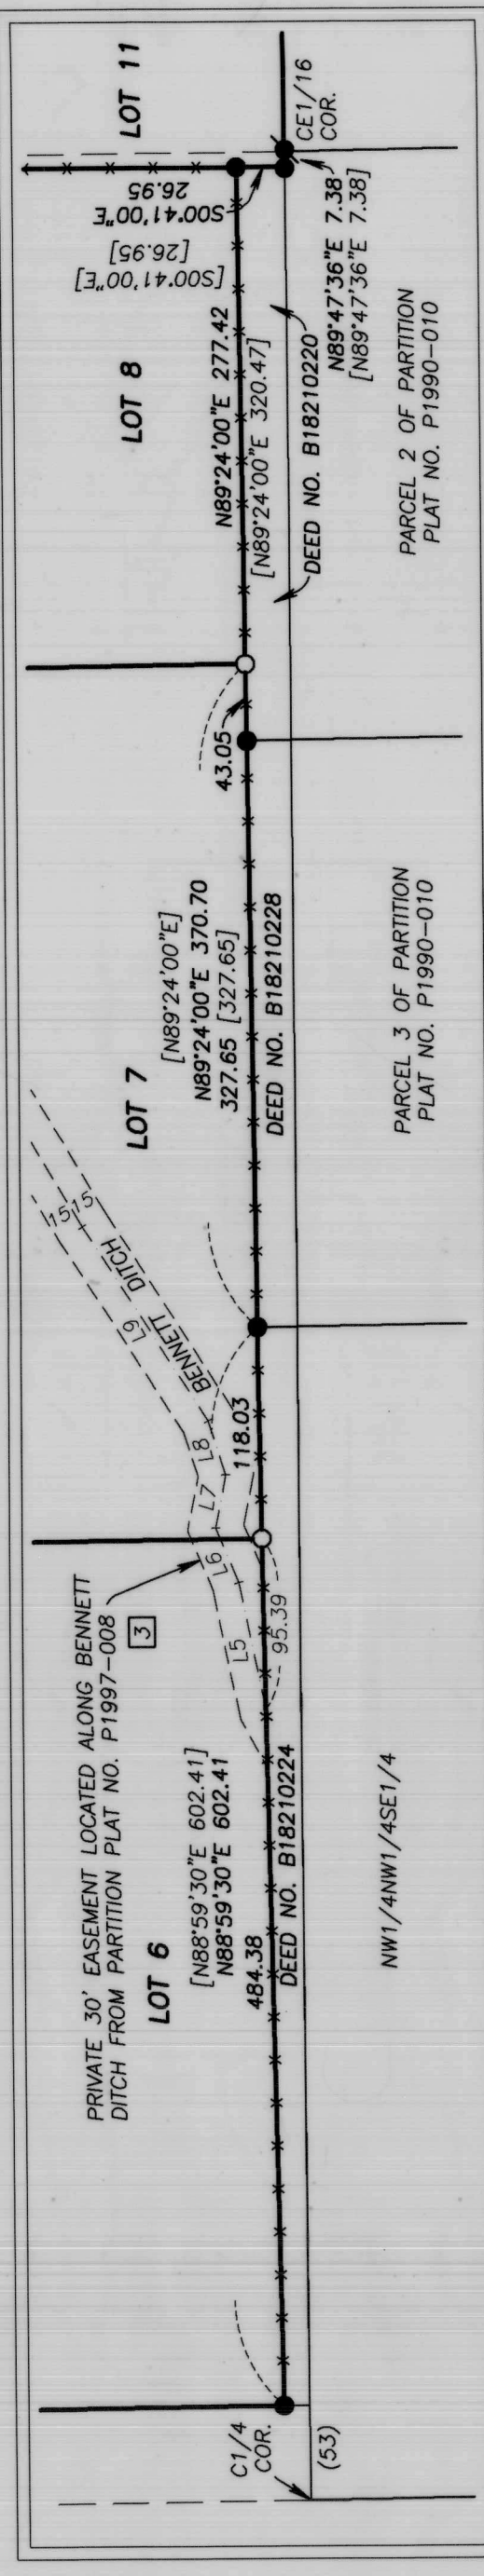 PRIVATE 30' EASEMENT LOCATED ALONG BENNETT
DITCH FROM PARTITION PLAT NO. P1997-008
3
LOT 6
[N88°59'30"E 602.41]
N88°59'30"E 602.41
484.38
DEED NO. B18210224
C1/4
COR.
(53)
NW1/4NW1/4SE1/4
L5
L6
L7
L8
L9
95.39
118.03
BENNETT DITCH
15
15
LOT 7
[N89°24'00"E]
N89°24'00"E 370.70
327.65 [327.65]
DEED NO. B18210228
43.05
PARCEL 3 OF PARTITION
PLAT NO. P1990-010
LOT 8
N89°24'00"E 277.42
[N89°24'00"E 320.47]
DEED NO. B18210220
[S00°41'00"E]
[26.95]
S00°41'00"E
26.95
N89°47'36"E 7.38
[N89°47'36"E 7.38]
PARCEL 2 OF PARTITION
PLAT NO. P1990-010
LOT 11
CE1/16
COR.